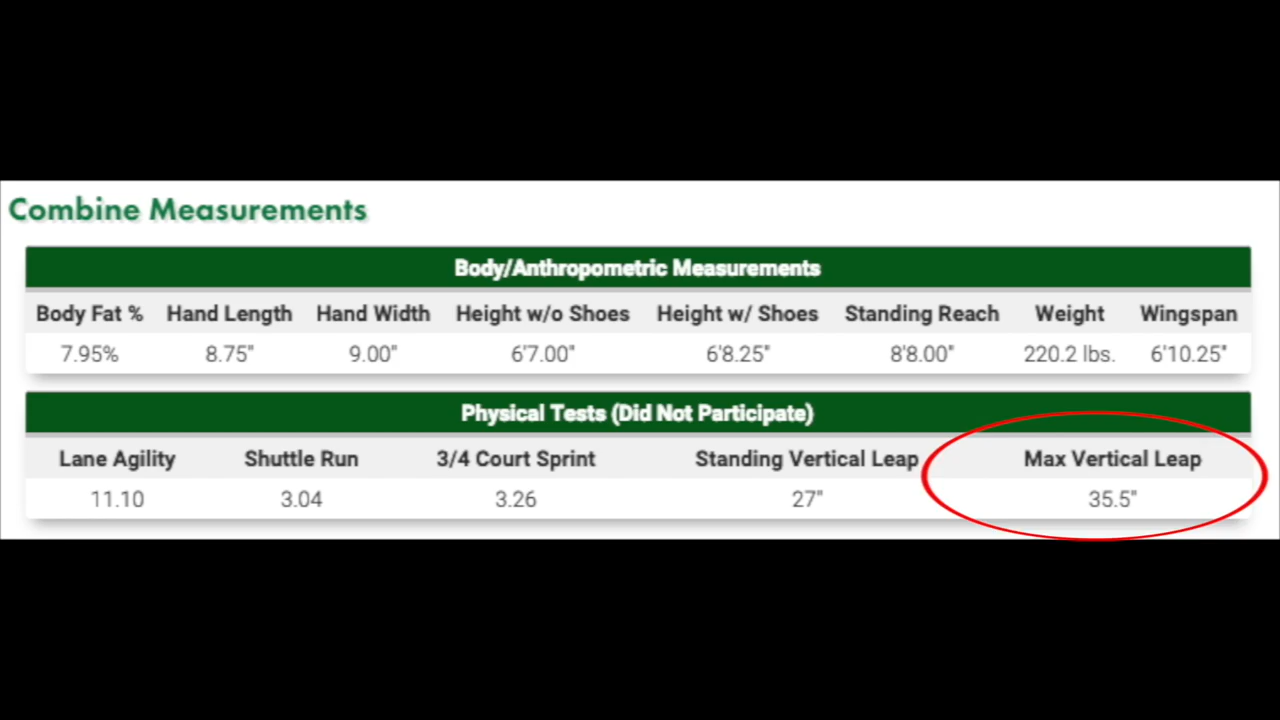 Combine Measurements
Body/Anthropometric Measurements
Body Fat % Hand Length Hand Width Height w/o Shoes Height w/ Shoes Standing Reach Weight Wingspan
7.95% 8.75" 9.00" 6'7.00" 6'8.25" 8'8.00" 220.2 lbs. 6'10.25"
Physical Tests (Did Not Participate)
Lane Agility Shuttle Run 3/4 Court Sprint Standing Vertical Leap Max Vertical Leap
11.10 3.04 3.26 27" 35.5"